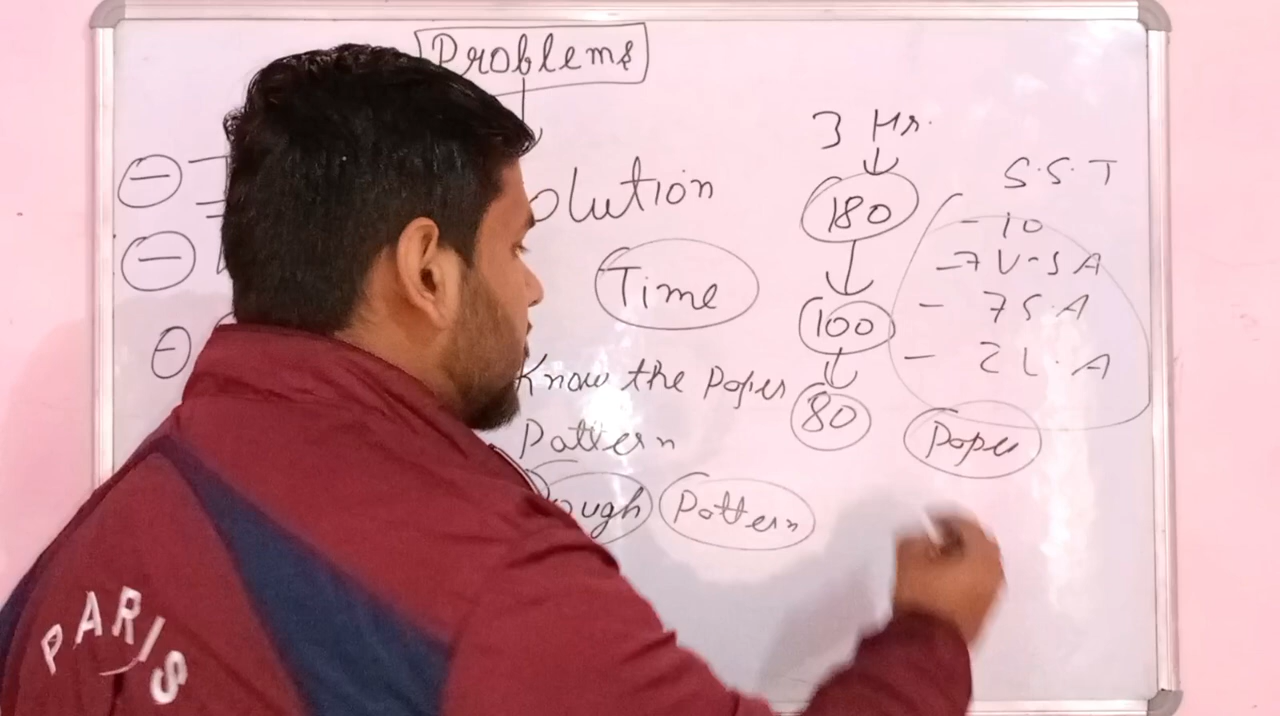 Problems
olution
Time
Know the Paper
Pattern
ough Pattern
3 Hr.
180
100
80
S.S.T
- 10
- 7 V-S A
- 7 S.A
- 2 L.A
Paper
PARIS